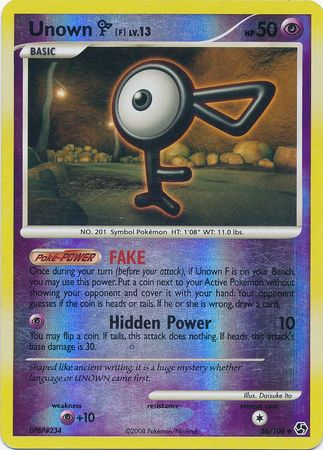 Unown F [F] LV.13 HP 50
BASIC
NO. 201 Symbol Pokémon HT: 1'08" WT: 11.0 lbs.
Poké-POWER FAKE
Once during your turn (before your attack), if Unown F is on your Bench,
you may use this power. Put a coin next to your Active Pokémon without
showing your opponent and cover it with your hand. Your opponent
guesses if the coin is heads or tails. If he or she is wrong, draw a card.
Hidden Power 10
You may flip a coin. If tails, this attack does nothing. If heads, this attack's
base damage is 30.
Shaped like ancient writing, it is a huge mystery whether
language or UNOWN came first.
Illus. Daisuke Ito
weakness resistance retreat cost
+10
DPBP#234 ©2008 Pokémon/Nintendo 56/106